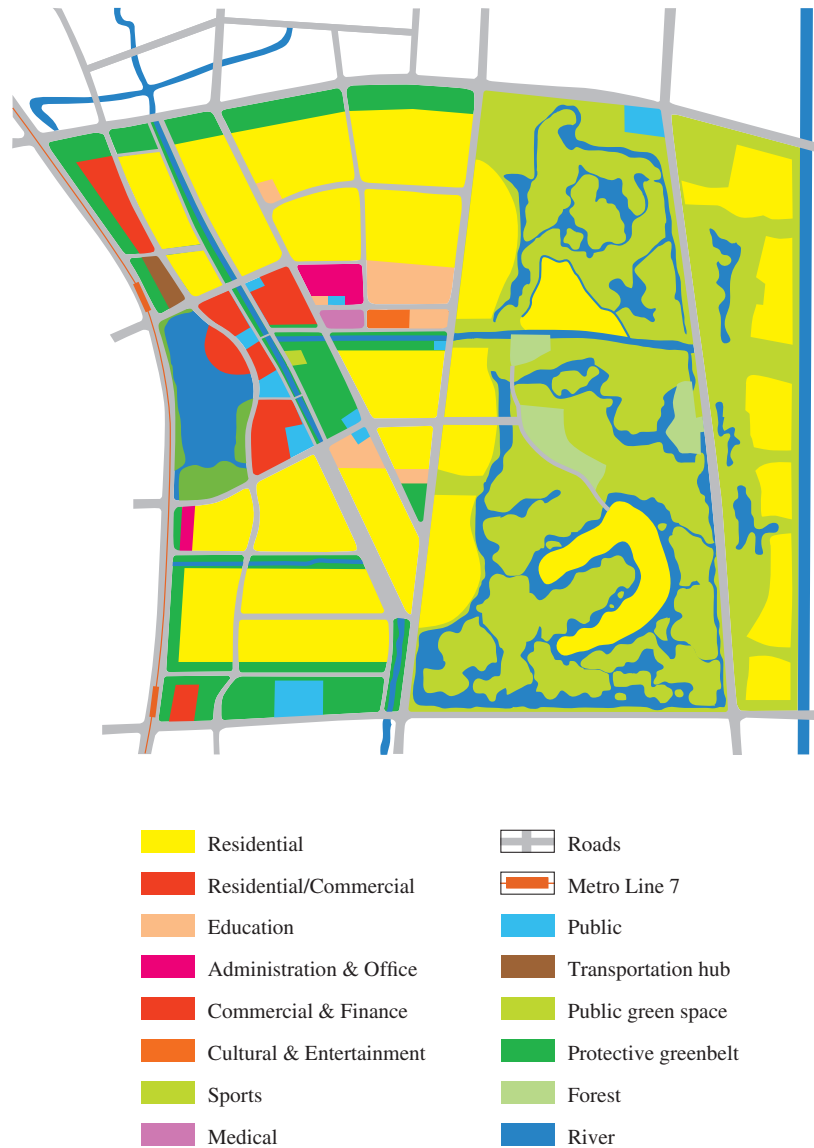 Residential
Residential/Commercial
Education
Administration & Office
Commercial & Finance
Cultural & Entertainment
Sports
Medical
Roads
Metro Line 7
Public
Transportation hub
Public green space
Protective greenbelt
Forest
River